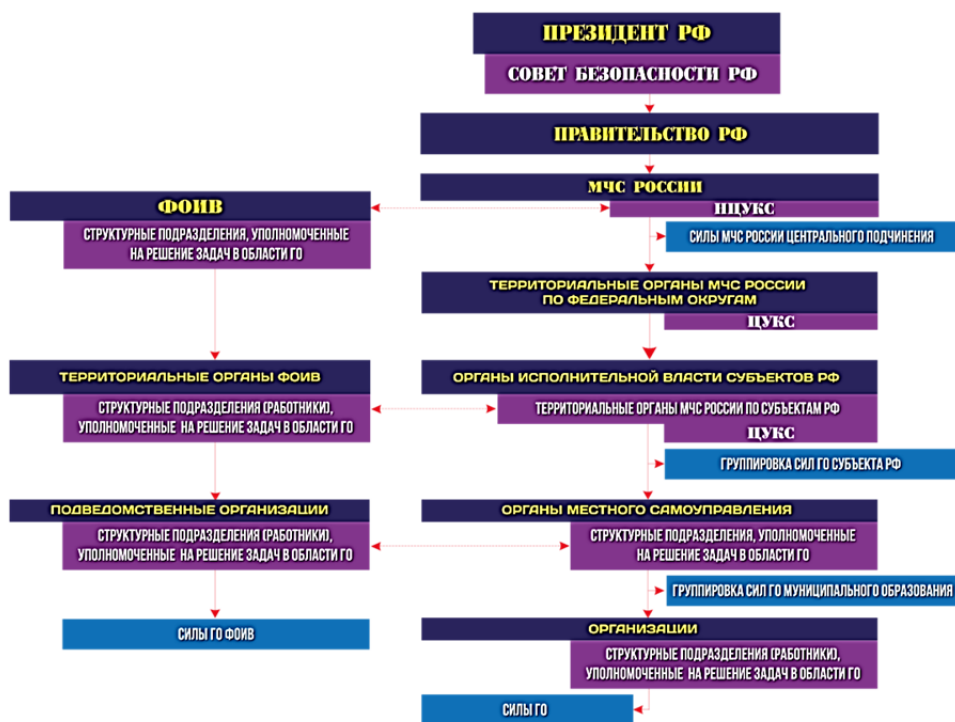 ПРЕЗИДЕНТ РФ
СОВЕТ БЕЗОПАСНОСТИ РФ
ПРАВИТЕЛЬСТВО РФ
МЧС РОССИИ
НЦУКС
СИЛЫ МЧС РОССИИ ЦЕНТРАЛЬНОГО ПОДЧИНЕНИЯ
ФОИВ
СТРУКТУРНЫЕ ПОДРАЗДЕЛЕНИЯ, УПОЛНОМОЧЕННЫЕ
НА РЕШЕНИЕ ЗАДАЧ В ОБЛАСТИ ГО
ТЕРРИТОРИАЛЬНЫЕ ОРГАНЫ МЧС РОССИИ
ПО ФЕДЕРАЛЬНЫМ ОКРУГАМ
ЦУКС
ТЕРРИТОРИАЛЬНЫЕ ОРГАНЫ ФОИВ
СТРУКТУРНЫЕ ПОДРАЗДЕЛЕНИЯ (РАБОТНИКИ),
УПОЛНОМОЧЕННЫЕ НА РЕШЕНИЕ ЗАДАЧ В ОБЛАСТИ ГО
ОРГАНЫ ИСПОЛНИТЕЛЬНОЙ ВЛАСТИ СУБЪЕКТОВ РФ
ТЕРРИТОРИАЛЬНЫЕ ОРГАНЫ МЧС РОССИИ ПО СУБЪЕКТАМ РФ
ЦУКС
ГРУППИРОВКА СИЛ ГО СУБЪЕКТА РФ
ПОДВЕДОМСТВЕННЫЕ ОРГАНИЗАЦИИ
СТРУКТУРНЫЕ ПОДРАЗДЕЛЕНИЯ (РАБОТНИКИ),
УПОЛНОМОЧЕННЫЕ НА РЕШЕНИЕ ЗАДАЧ В ОБЛАСТИ ГО
ОРГАНЫ МЕСТНОГО САМОУПРАВЛЕНИЯ
СТРУКТУРНЫЕ ПОДРАЗДЕЛЕНИЯ, УПОЛНОМОЧЕННЫЕ
НА РЕШЕНИЕ ЗАДАЧ В ОБЛАСТИ ГО
ГРУППИРОВКА СИЛ ГО МУНИЦИПАЛЬНОГО ОБРАЗОВАНИЯ
СИЛЫ ГО ФОИВ
ОРГАНИЗАЦИИ
СТРУКТУРНЫЕ ПОДРАЗДЕЛЕНИЯ (РАБОТНИКИ),
УПОЛНОМОЧЕННЫЕ НА РЕШЕНИЕ ЗАДАЧ В ОБЛАСТИ ГО
СИЛЫ ГО